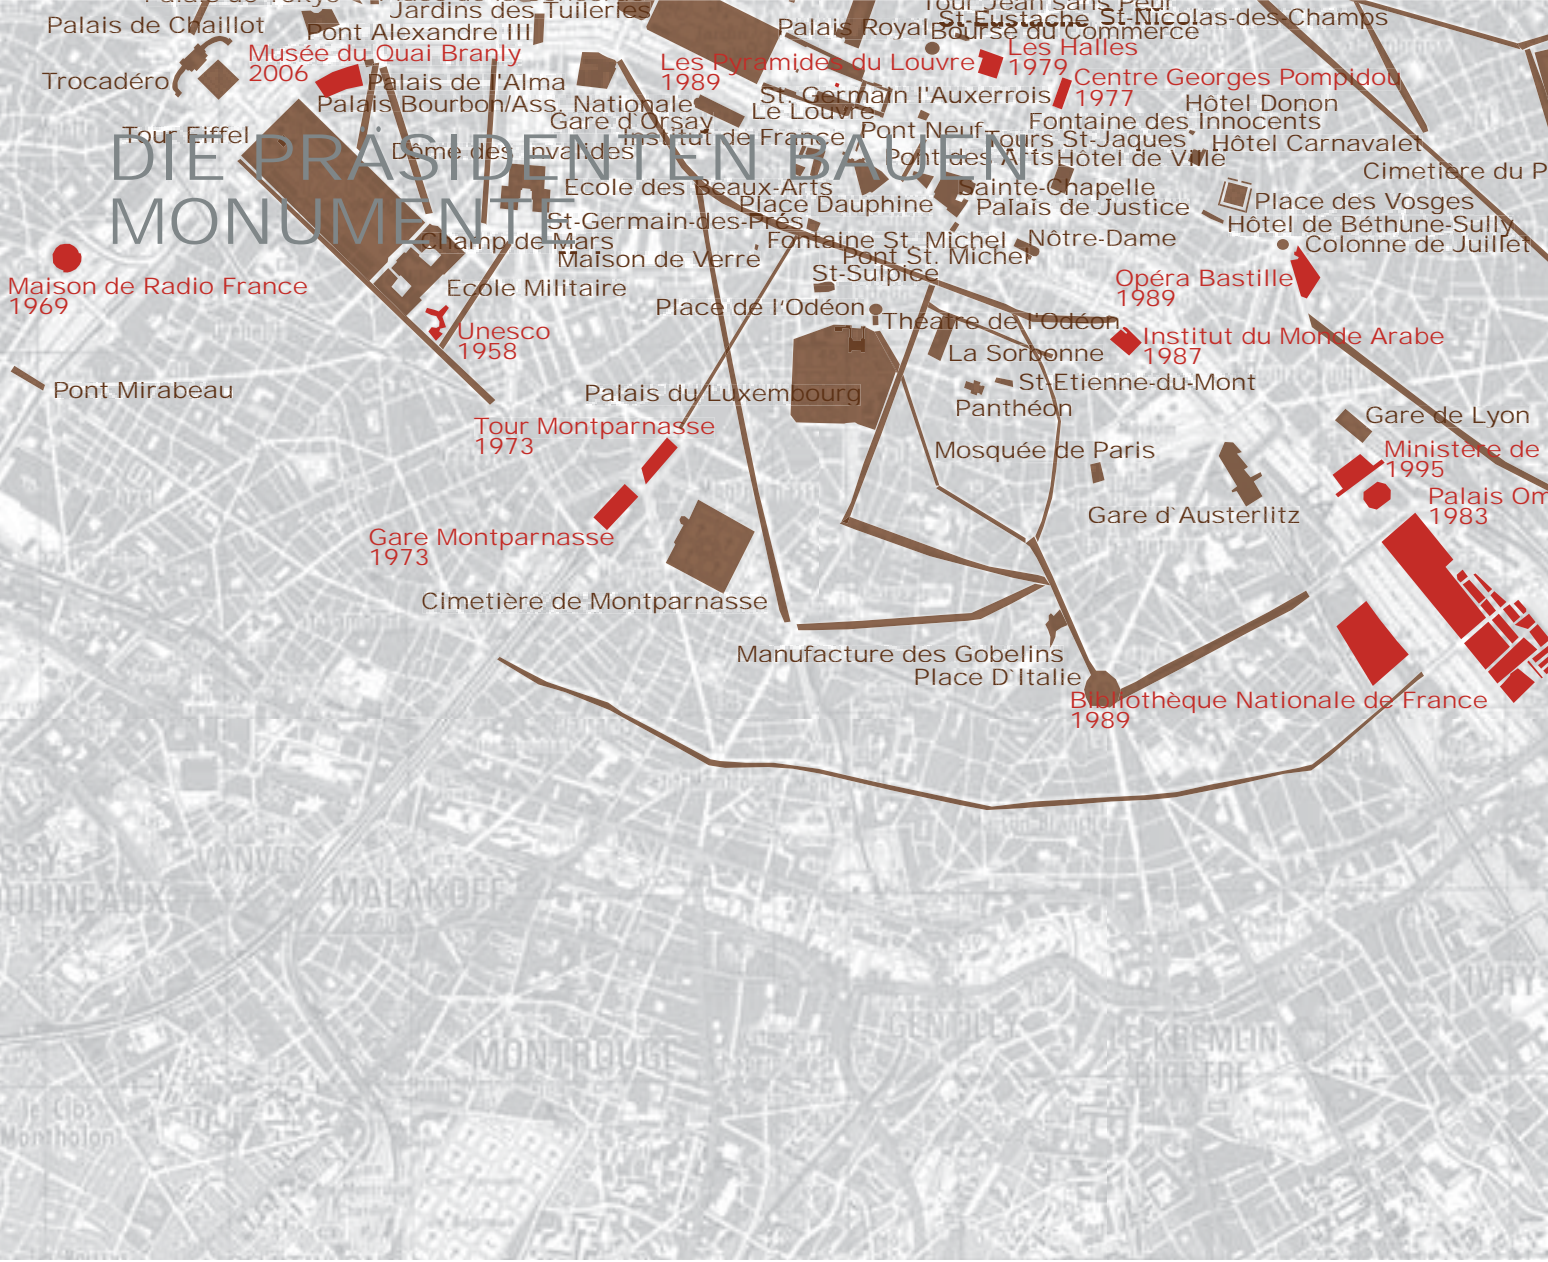 Jardins des Tuileries
St-Eustache St-Nicolas-des-Champs
Palais de Chaillot
Pont Alexandre III
Palais Royal Bourse du Commerce
Musée du Quai Branly
2006
Les Halles
1979
Les Pyramides du Louvre
1989
Trocadéro
Palais de l'Alma
Centre Georges Pompidou
1977
St. Germain l'Auxerrois
Palais Bourbon/Ass. Nationale
Hôtel Donon
Le Louvre
Gare d'Orsay
Fontaine des Innocents
Tour Eiffel
Institut de France
Pont Neuf
Tours St-Jaques
Hôtel Carnavalet
DIE PRÄSIDENTEN BAUEN
MONUMENTE
Dôme des Invalides
Pont des Arts
Hôtel de Ville
Cimetière du P
Ecole des Beaux-Arts
Sainte-Chapelle
Place Dauphine
Palais de Justice
Place des Vosges
St-Germain-des-Prés
Hôtel de Béthune-Sully
Champ de Mars
Fontaine St. Michel
Nôtre-Dame
Colonne de Juillet
Maison de Verre
Pont St. Michel
St-Sulpice
Opéra Bastille
1989
Maison de Radio France
1969
Ecole Militaire
Place de l'Odéon
Théatre de l'Odéon
Unesco
1958
Institut du Monde Arabe
1987
La Sorbonne
St-Etienne-du-Mont
Pont Mirabeau
Palais du Luxembourg
Panthéon
Gare de Lyon
Tour Montparnasse
1973
Mosquée de Paris
Ministère de
1995
Palais Om
1983
Gare d`Austerlitz
Gare Montparnasse
1973
Cimetière de Montparnasse
Manufacture des Gobelins
Place D`Italie
Bibliothèque Nationale de France
1989
VANVES
MALAKOFF
IVRY
GENTILLY
LE KREMLIN
BICETRE
MONTROUGE
le Clos
Montholon